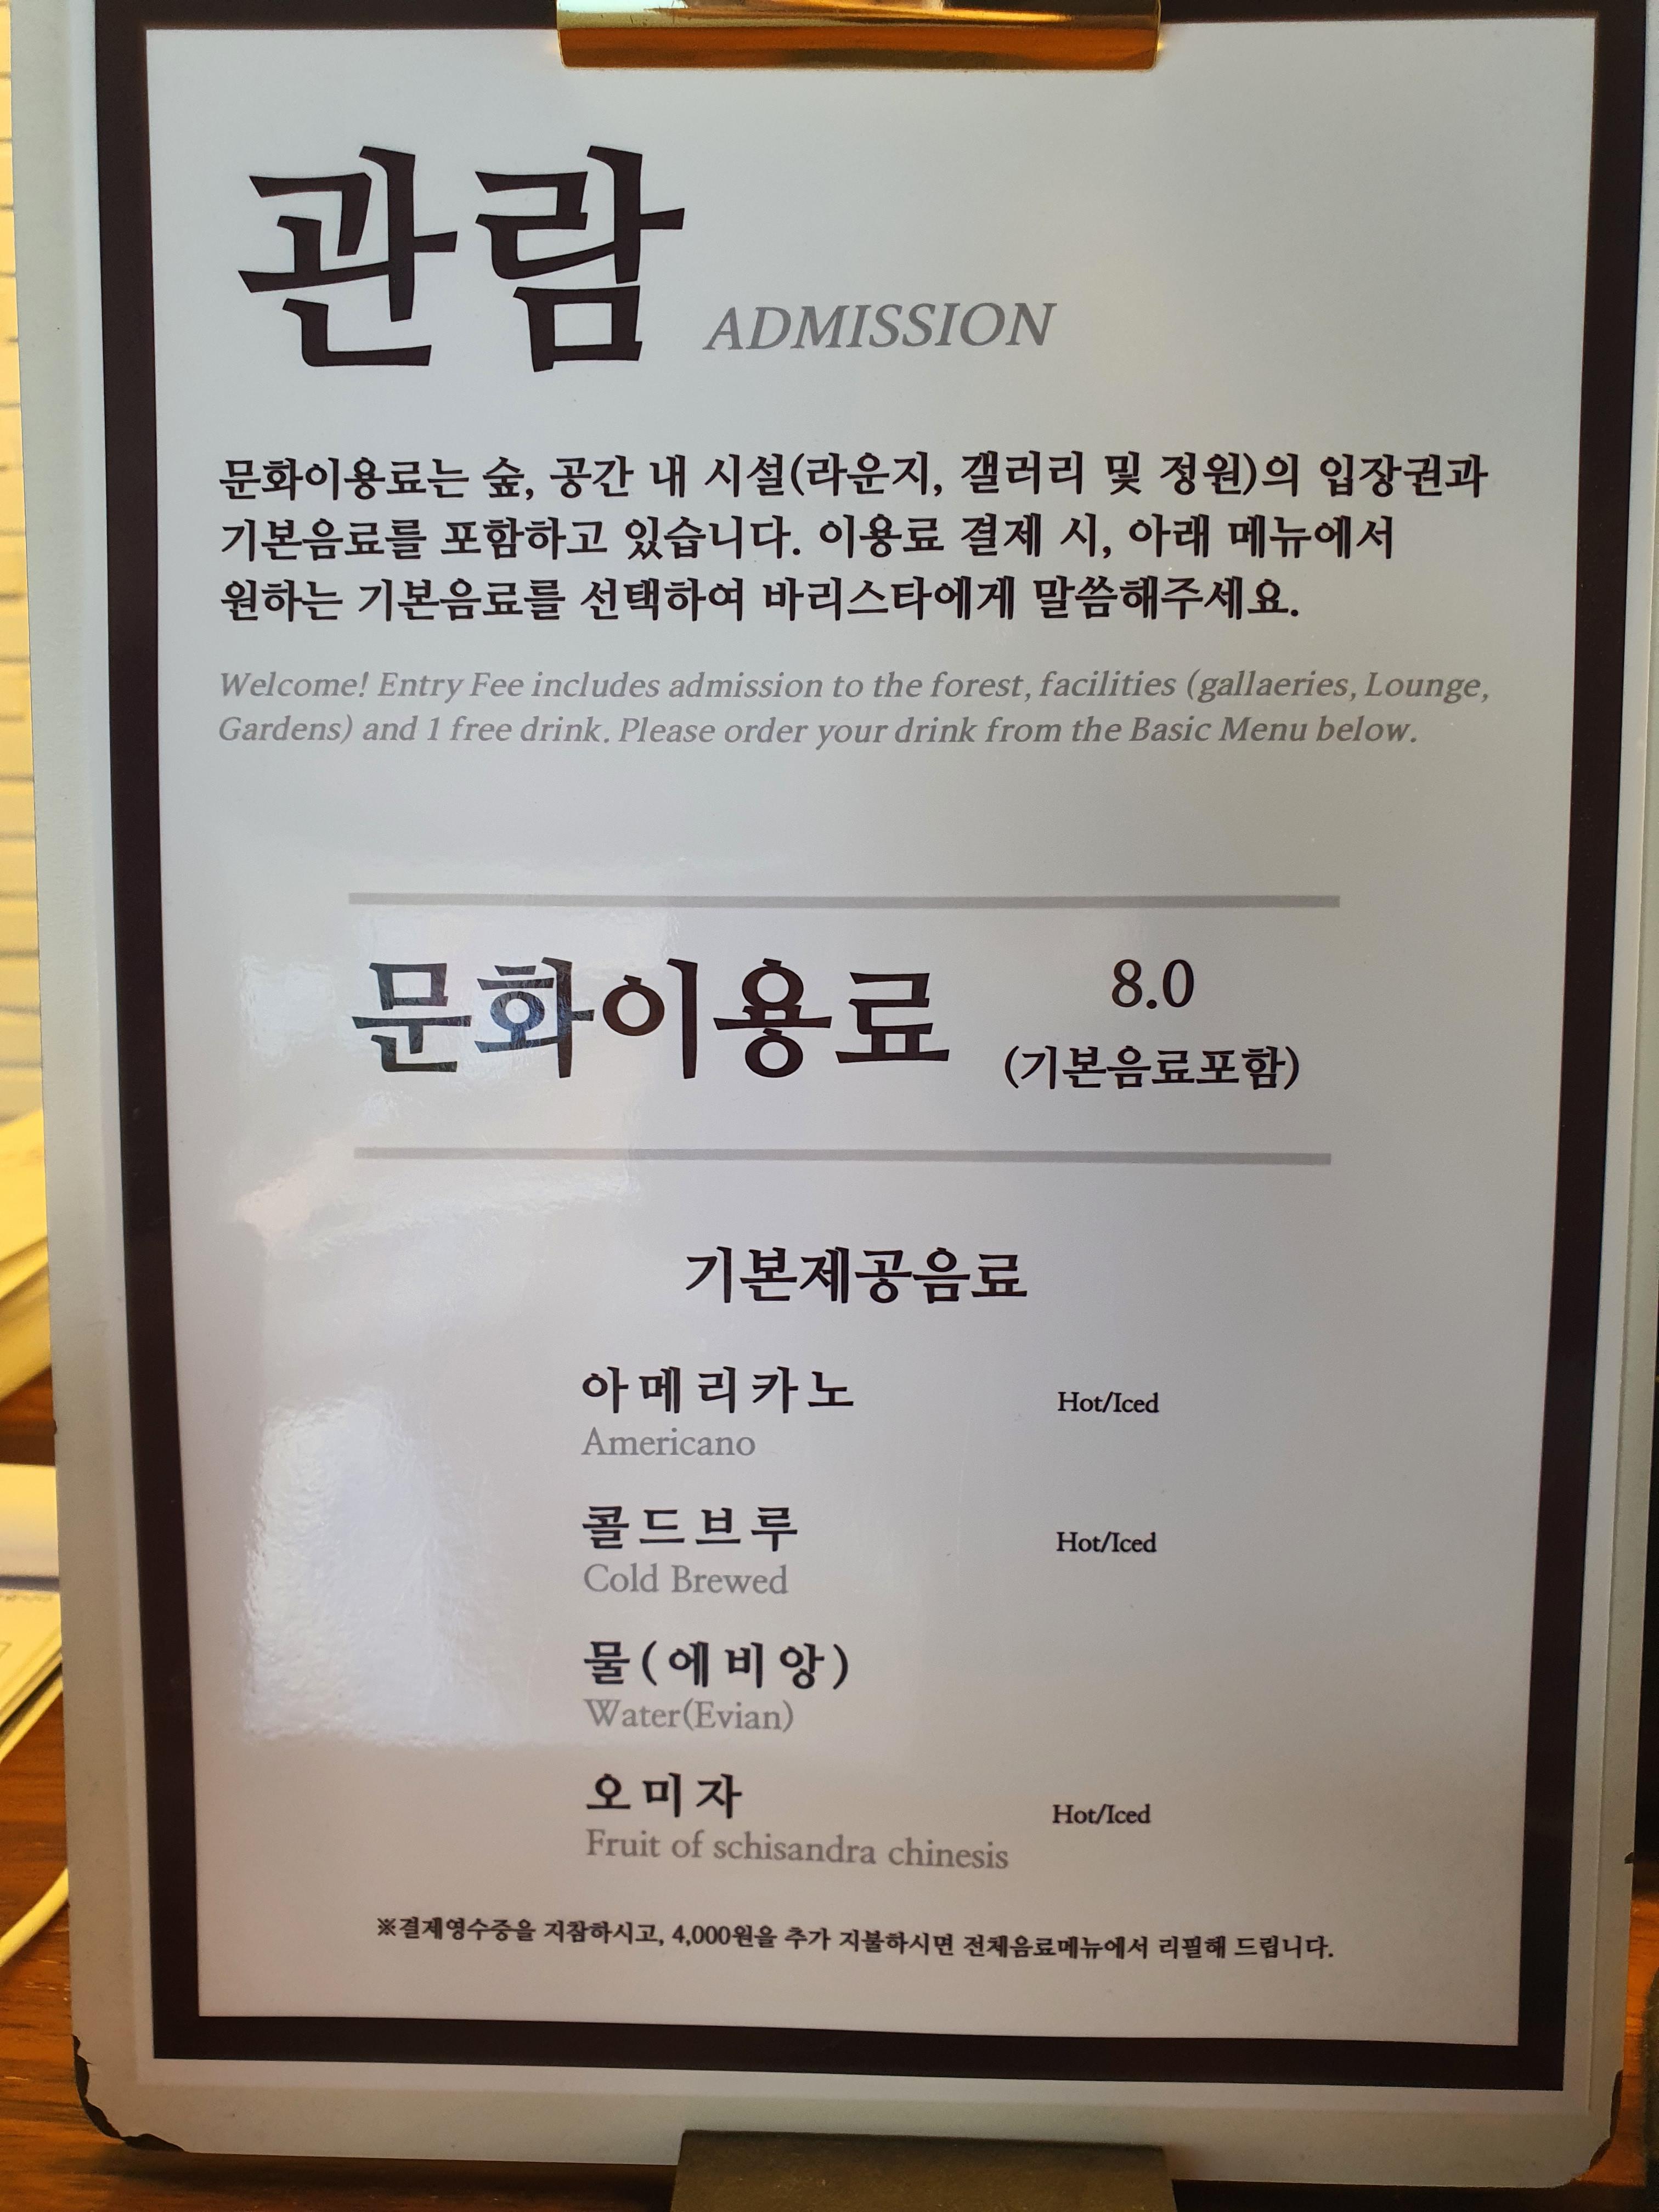 관람 ADMISSION
문화이용료는 숲, 공간 내 시설(라운지, 갤러리 및 정원)의 입장권과
기본음료를 포함하고 있습니다. 이용료 결제 시, 아래 메뉴에서
원하는 기본음료를 선택하여 바리스타에게 말씀해주세요.
Welcome! Entry Fee includes admission to the forest, facilities (gallaeries, Lounge,
Gardens) and 1 free drink. Please order your drink from the Basic Menu below.
문화이용료 8.0
(기본음료포함)
기본제공음료
아메리카노 Hot/Iced
Americano
콜드브루 Hot/Iced
Cold Brewed
물(에비앙)
Water(Evian)
오미자 Hot/Iced
Fruit of schisandra chinesis
※결제영수증을 지참하시고, 4,000원을 추가 지불하시면 전체음료메뉴에서 리필해 드립니다.